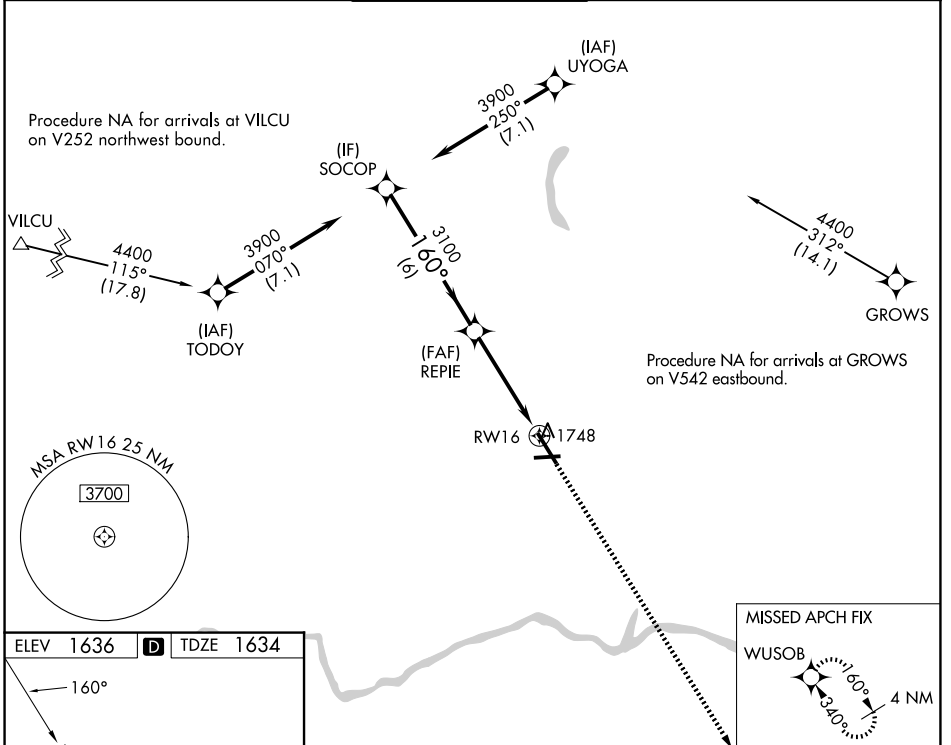 (IAF)
UYOGA
3900
250°
(7.1)
Procedure NA for arrivals at VILCU
on V252 northwest bound.
(IF)
SOCOP
VILCU
4400
115°
(17.8)
3900
070°
(7.1)
3100
160°
(6)
4400
312°
(14.1)
GROWS
(IAF)
TODOY
(FAF)
REPIE
Procedure NA for arrivals at GROWS
on V542 eastbound.
RW16
1748
MSA RW16 25 NM
3700
ELEV 1636 D TDZE 1634
160°
MISSED APCH FIX
WUSOB
160°
340°
4 NM